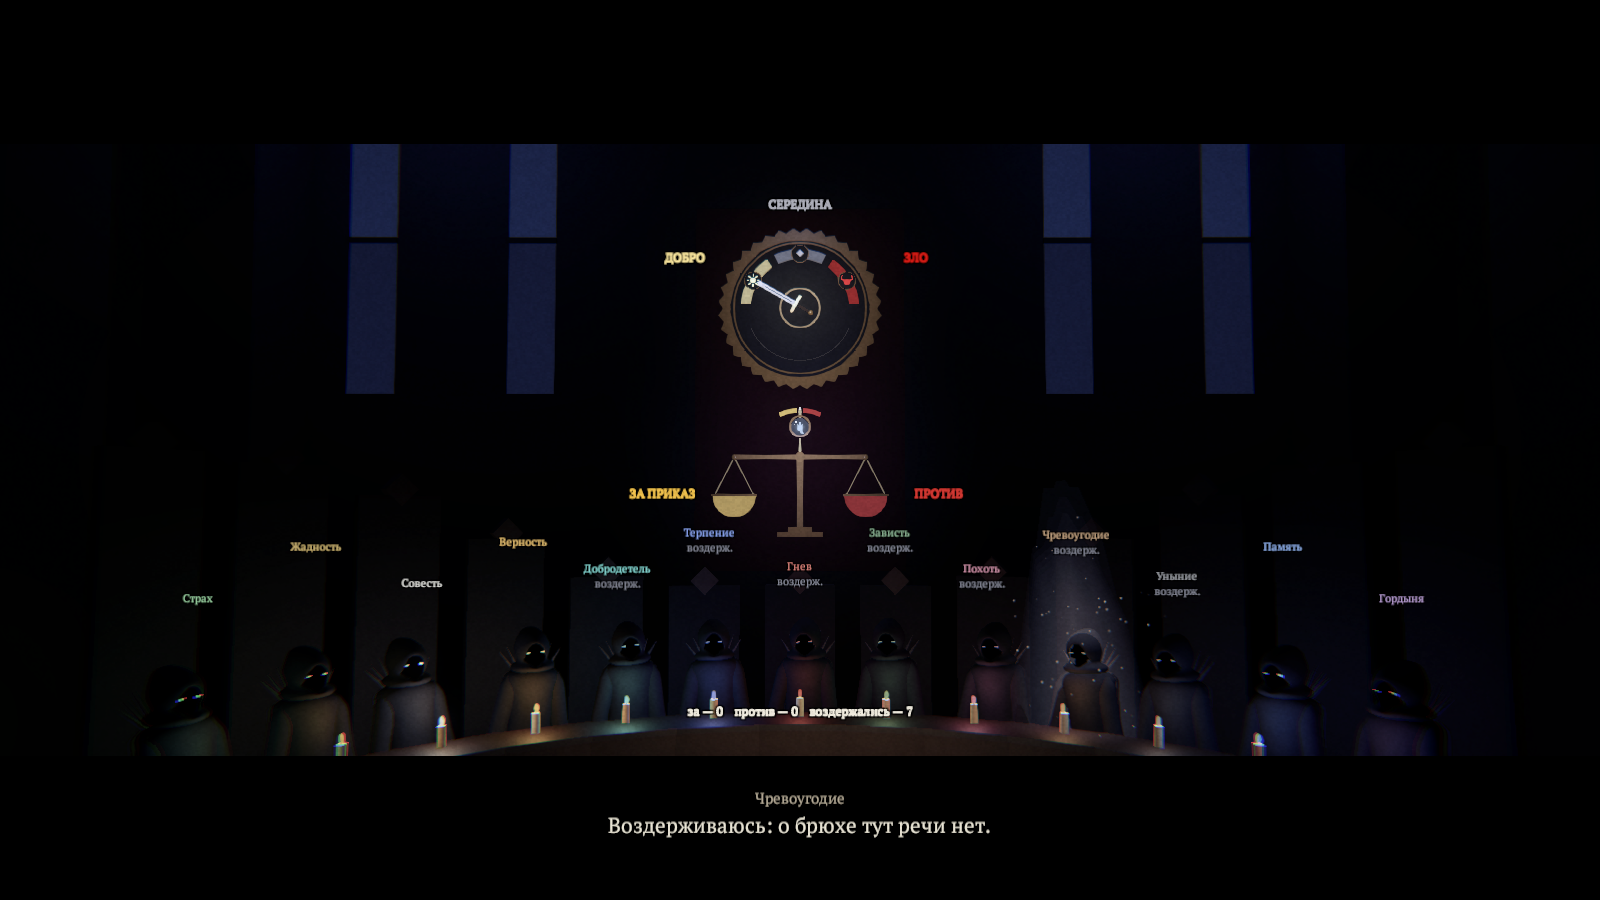 СЕРЕДИНА
ДОБРО
ЗЛО
ЗА ПРИКАЗ
ПРОТИВ
Терпение
воздерж.
Зависть
воздерж.
Чревоугодие
воздерж.
Жадность
Верность
Память
Добродетель
воздерж.
Гнев
воздерж.
Похоть
воздерж.
Совесть
Уныние
воздерж.
Страх
Гордыня
за — 0 против — 0 воздержались — 7
Чревоугодие
Воздерживаюсь: о брюхе тут речи нет.